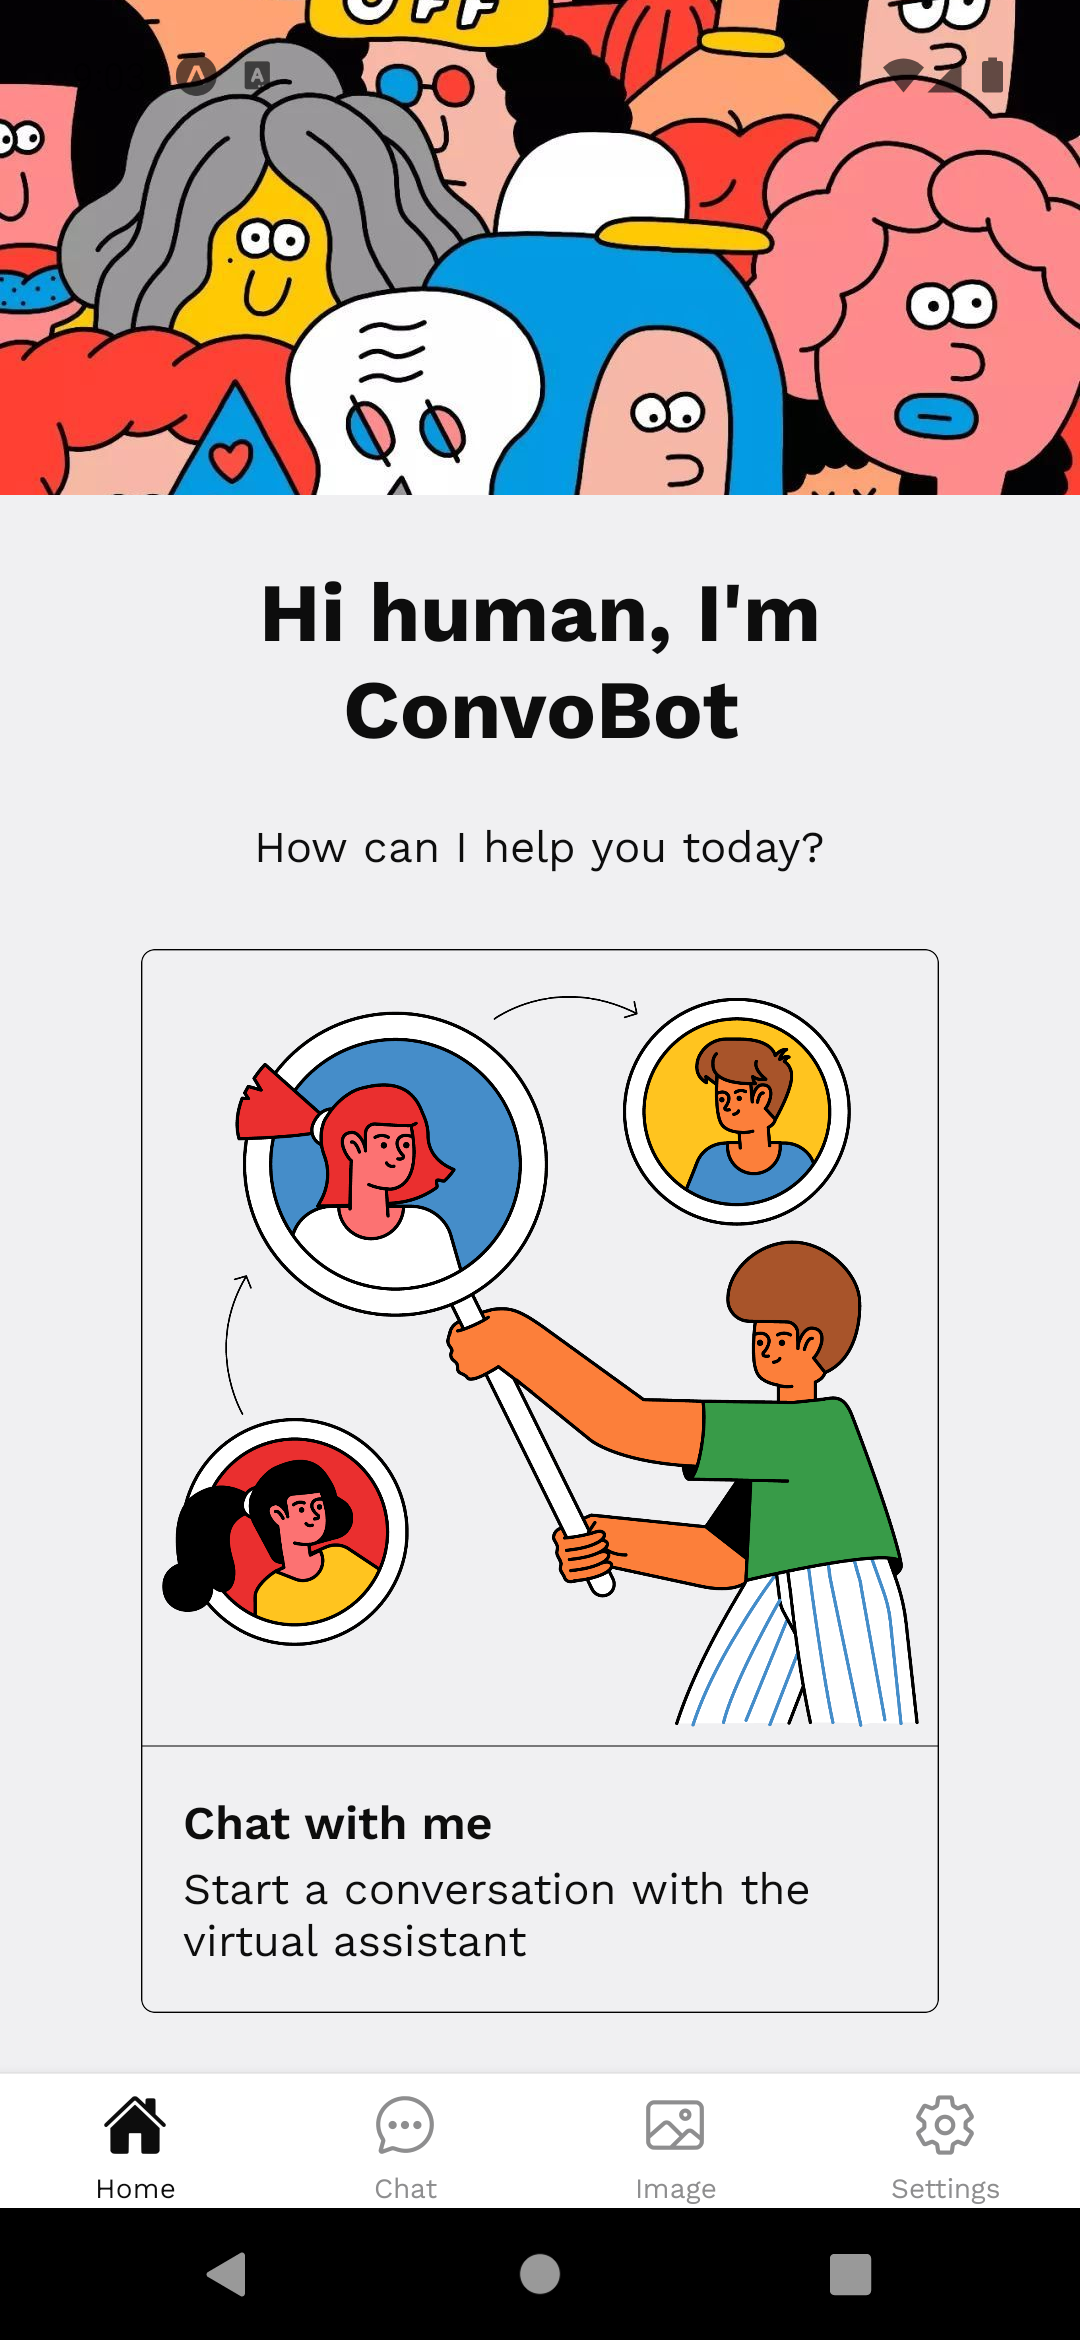 OFF
Hi human, I'm
ConvoBot
How can I help you today?
Chat with me
Start a conversation with the
virtual assistant
Home
Chat
Image
Settings